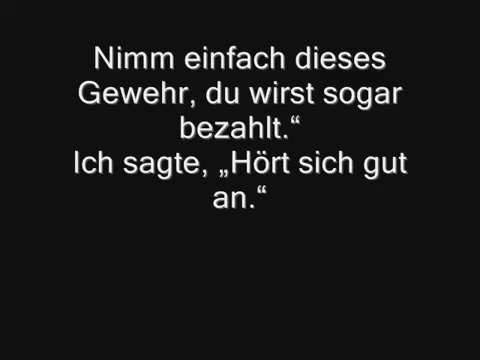 Nimm einfach dieses
Gewehr, du wirst sogar
bezahlt.“
Ich sagte, „Hört sich gut
an.“